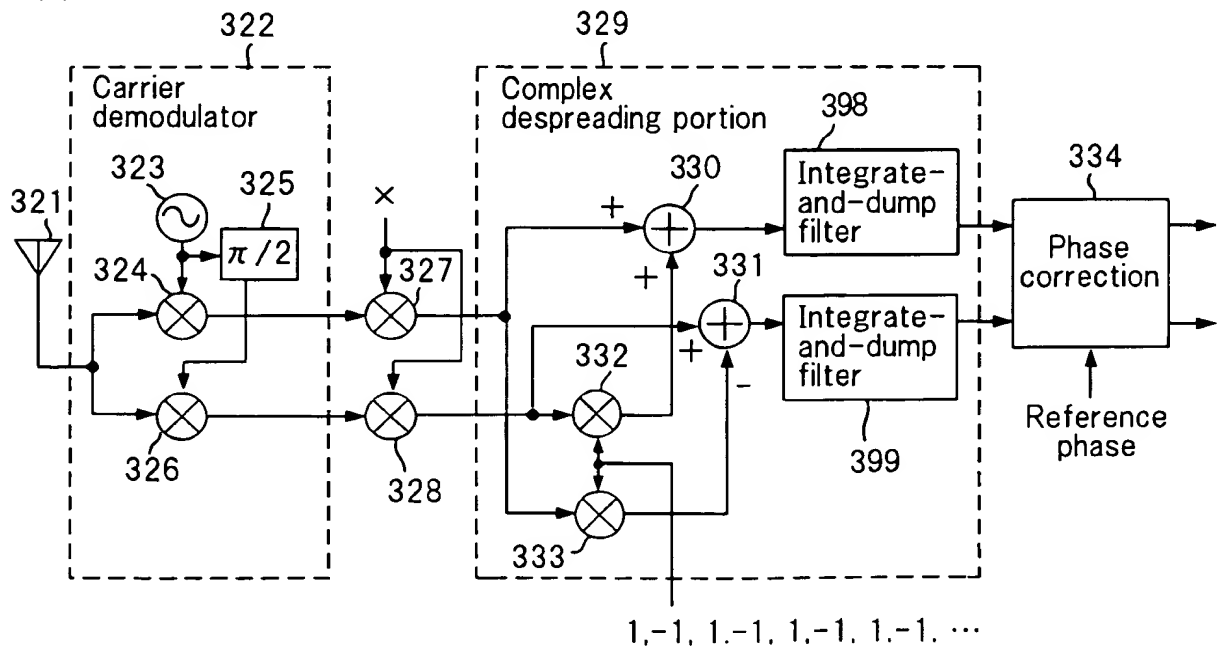 322
329
Carrier
demodulator
Complex
despreading portion
398
323
325
330
334
321
π/2
×
+
Integrate-
and-dump
filter
324
327
+
331
Phase
correction
+
Integrate-
and-dump
filter
332
-
326
328
399
Reference
phase
333
1,-1, 1.-1, 1,-1, 1.-1. ...